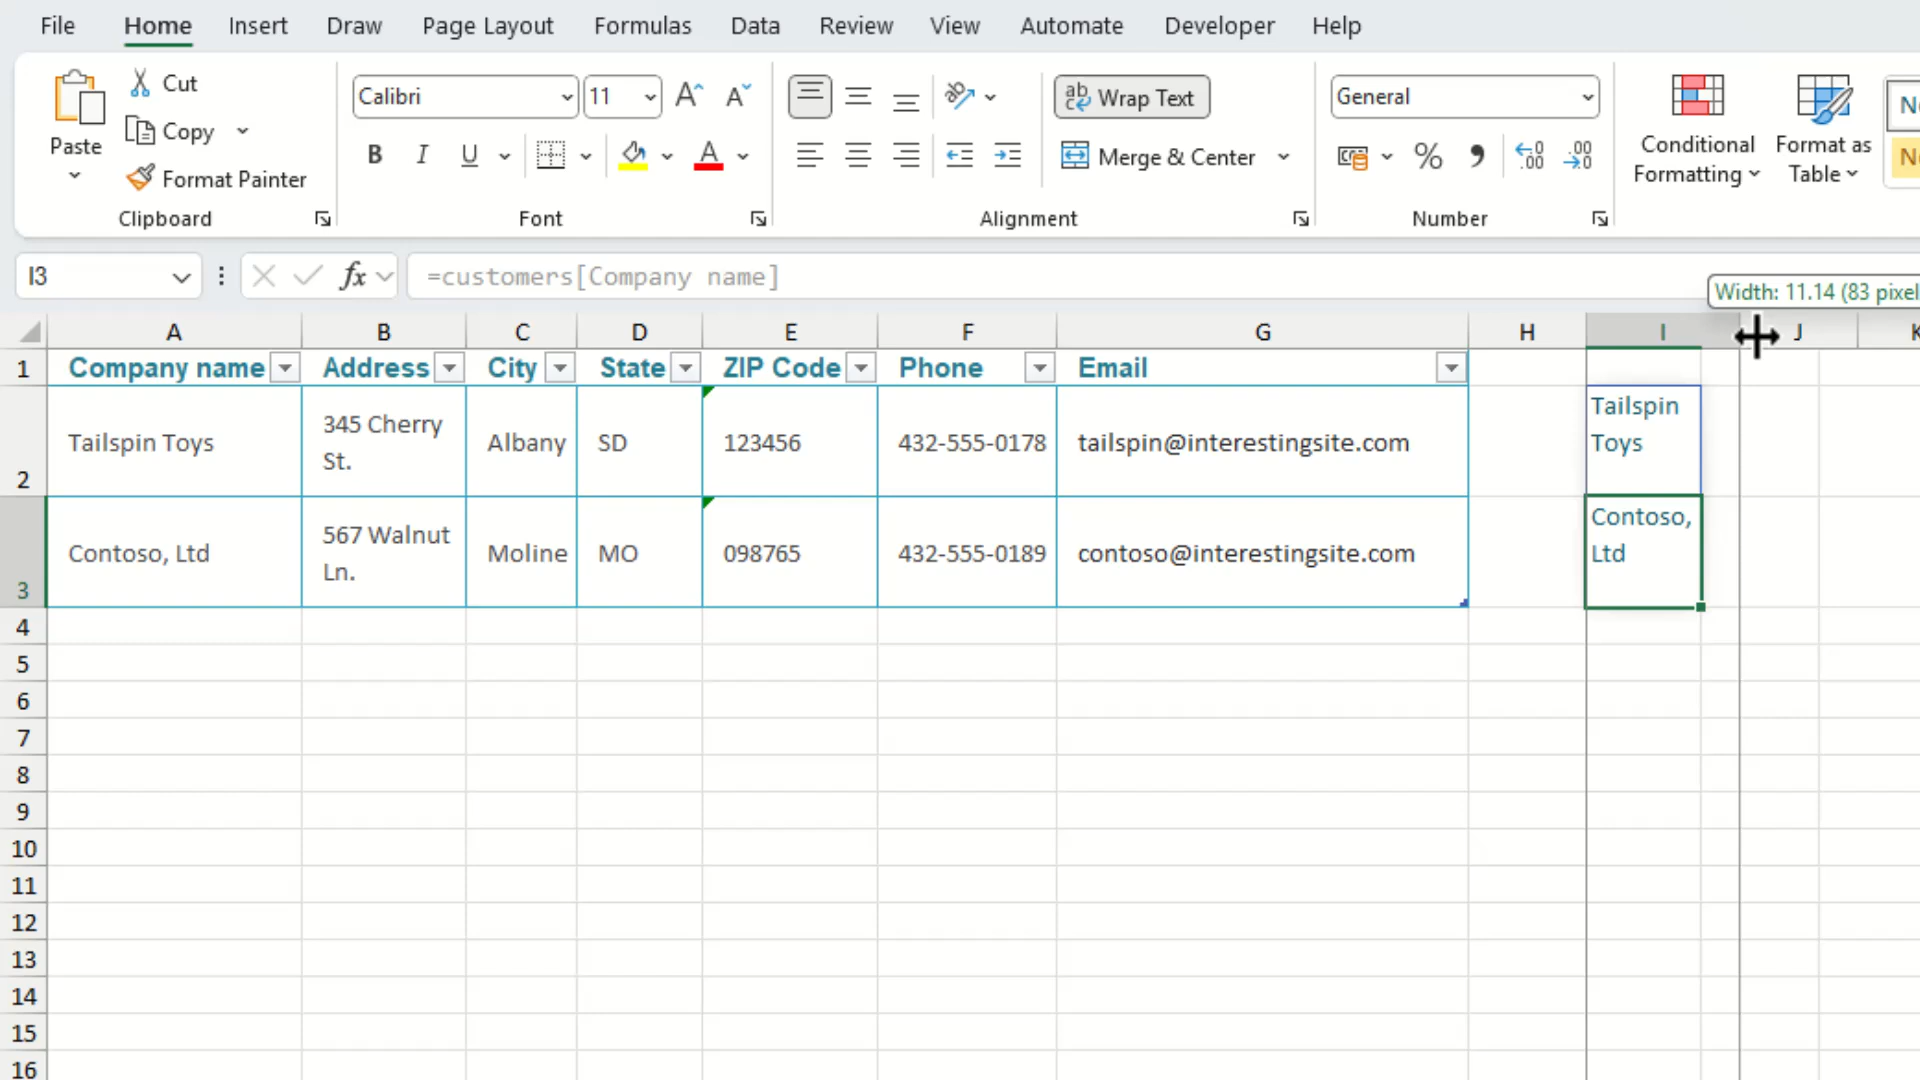 File Home Insert Draw Page Layout Formulas Data Review View Automate Developer Help
Paste
Cut
Copy
Format Painter
Clipboard
Calibri 11
B I U A
Font
ab Wrap Text
Merge & Center
Alignment
General
% 
Number
Conditional Formatting
Format as Table
I3 fx =customers[Company name]
Width: 11.14 (83 pixel
A B C D E F G H I J K
1 Company name Address City State ZIP Code Phone Email
2 Tailspin Toys 345 Cherry St. Albany SD 123456 432-555-0178 tailspin@interestingsite.com Tailspin Toys
3 Contoso, Ltd 567 Walnut Ln. Moline MO 098765 432-555-0189 contoso@interestingsite.com Contoso, Ltd
4
5
6
7
8
9
10
11
12
13
14
15
16